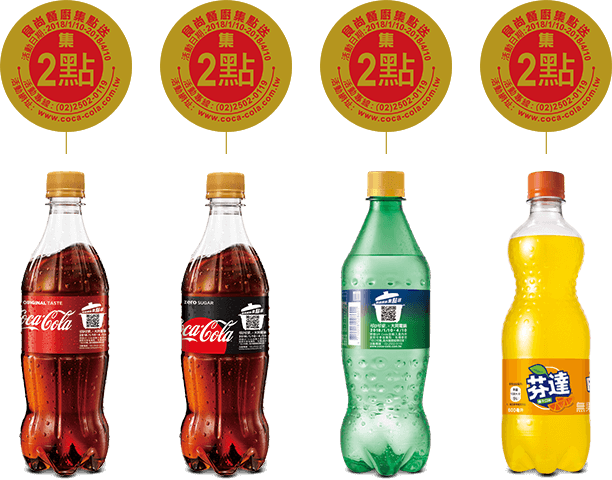 食尚餐廚集點送
活動日期:2018/1/10-2018/4/10
集
2點
活動專線:(02)2502-0119
活動網址:www.coca-cola.com.tw
食尚餐廚集點送
活動日期:2018/1/10-2018/4/10
集
2點
活動專線:(02)2502-0119
活動網址:www.coca-cola.com.tw
食尚餐廚集點送
活動日期:2018/1/10-2018/4/10
集
2點
活動專線:(02)2502-0119
活動網址:www.coca-cola.com.tw
食尚餐廚集點送
活動日期:2018/1/10-2018/4/10
集
2點
活動專線:(02)2502-0119
活動網址:www.coca-cola.com.tw
ORIGINAL TASTE
Coca-Cola
zero SUGAR
Coca-Cola
芬達